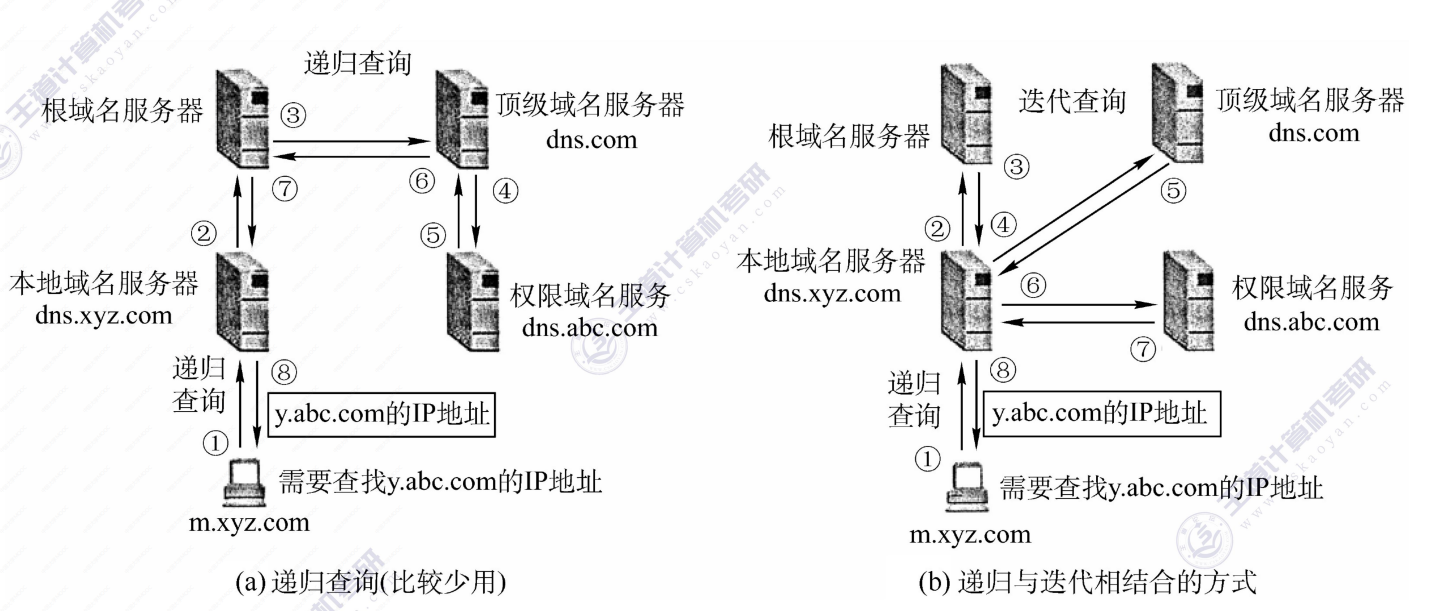 递归查询
根域名服务器
③
顶级域名服务器
dns.com
⑦
⑥
④
②
⑤
本地域名服务器
dns.xyz.com
权限域名服务
dns.abc.com
递归
查询
⑧
y.abc.com的IP地址
①
需要查找y.abc.com的IP地址
m.xyz.com
(a) 递归查询(比较少用)
迭代查询
根域名服务器
顶级域名服务器
dns.com
③
⑤
②
④
本地域名服务器
dns.xyz.com
⑥
权限域名服务
dns.abc.com
⑦
递归
查询
⑧
y.abc.com的IP地址
①
需要查找y.abc.com的IP地址
m.xyz.com
(b) 递归与迭代相结合的方式
王道计算机考研
www.cskaoyan.com